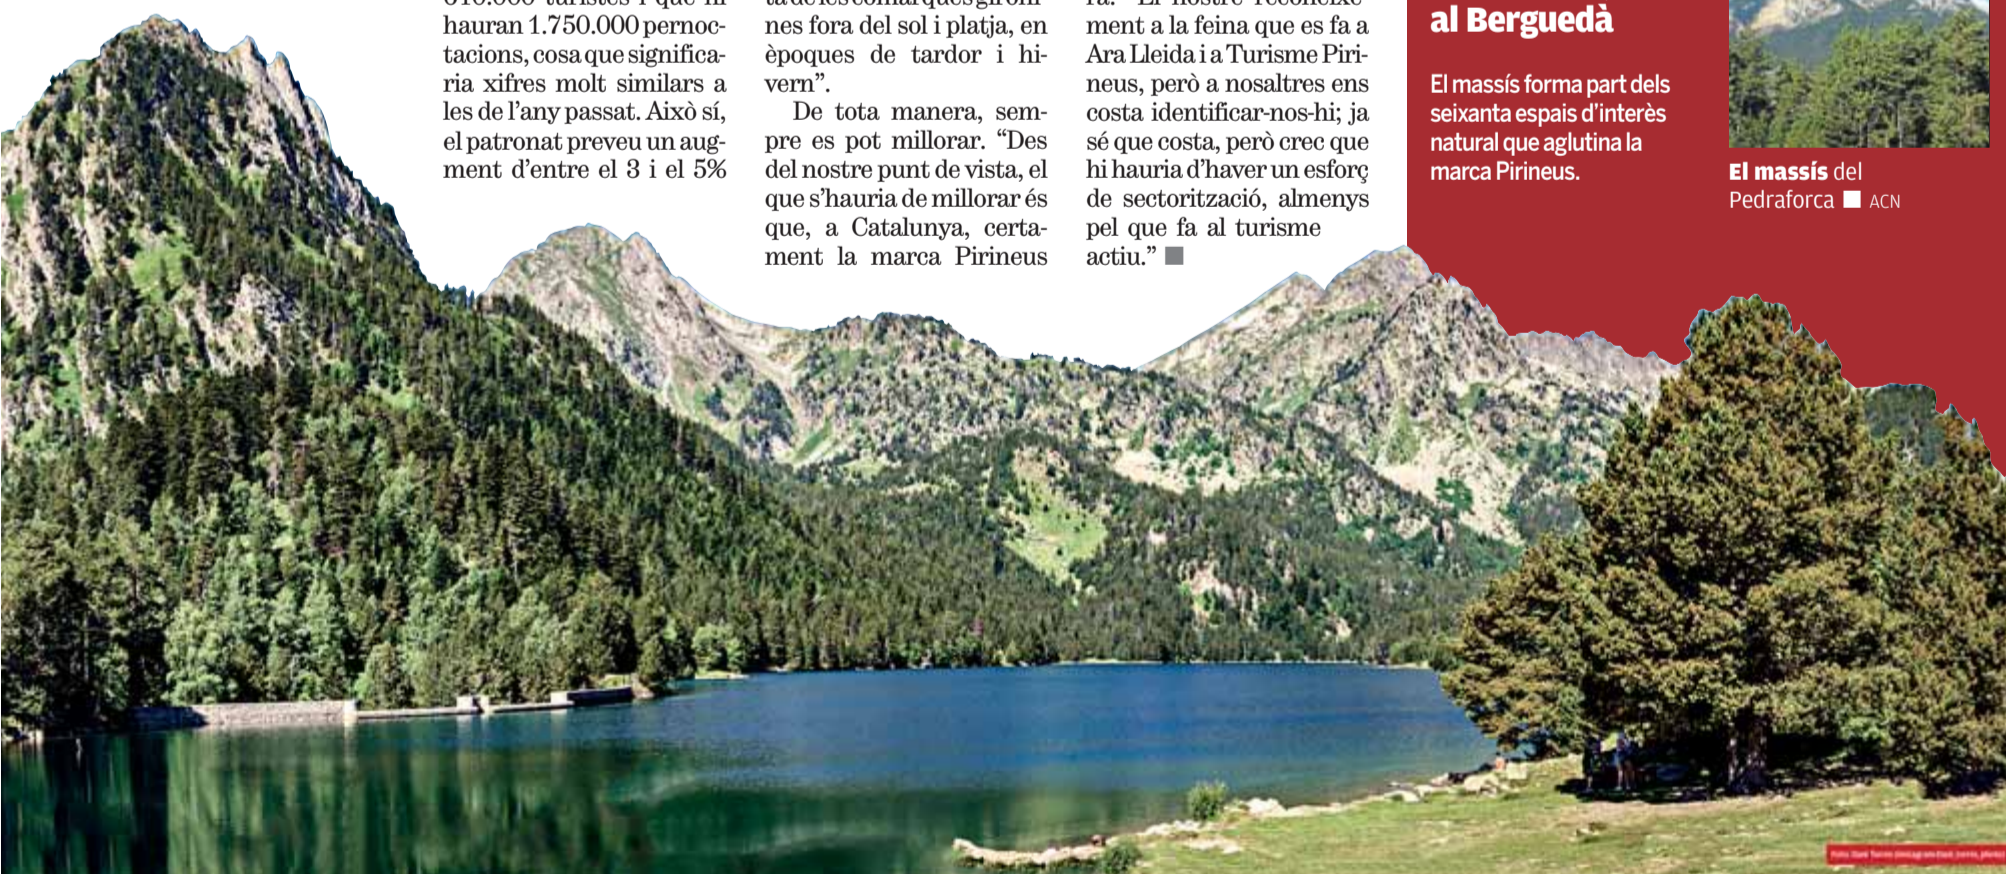 hauran 1.750.000 pernoc-
tacions, cosa que significa-
ria xifres molt similars a
les de l'any passat. Això sí,
el patronat preveu un aug-
ment d'entre el 3 i el 5%
nes fora del sol i platja, en
èpoques de tardor i hi-
vern".
De tota manera, sem-
pre es pot millorar. "Des
del nostre punt de vista, el
que s'hauria de millorar és
que, a Catalunya, certa-
ment la marca Pirineus
ment a la feina que es fa a
Ara Lleida i a Turisme Piri-
neus, però a nosaltres ens
costa identificar-nos-hi; ja
sé que costa, però crec que
hi hauria d'haver un esforç
de sectorització, almenys
pel que fa al turisme
actiu."
al Berguedà
El massís forma part dels
seixanta espais d'interès
natural que aglutina la
marca Pirineus.
El massís del
Pedraforca ACN